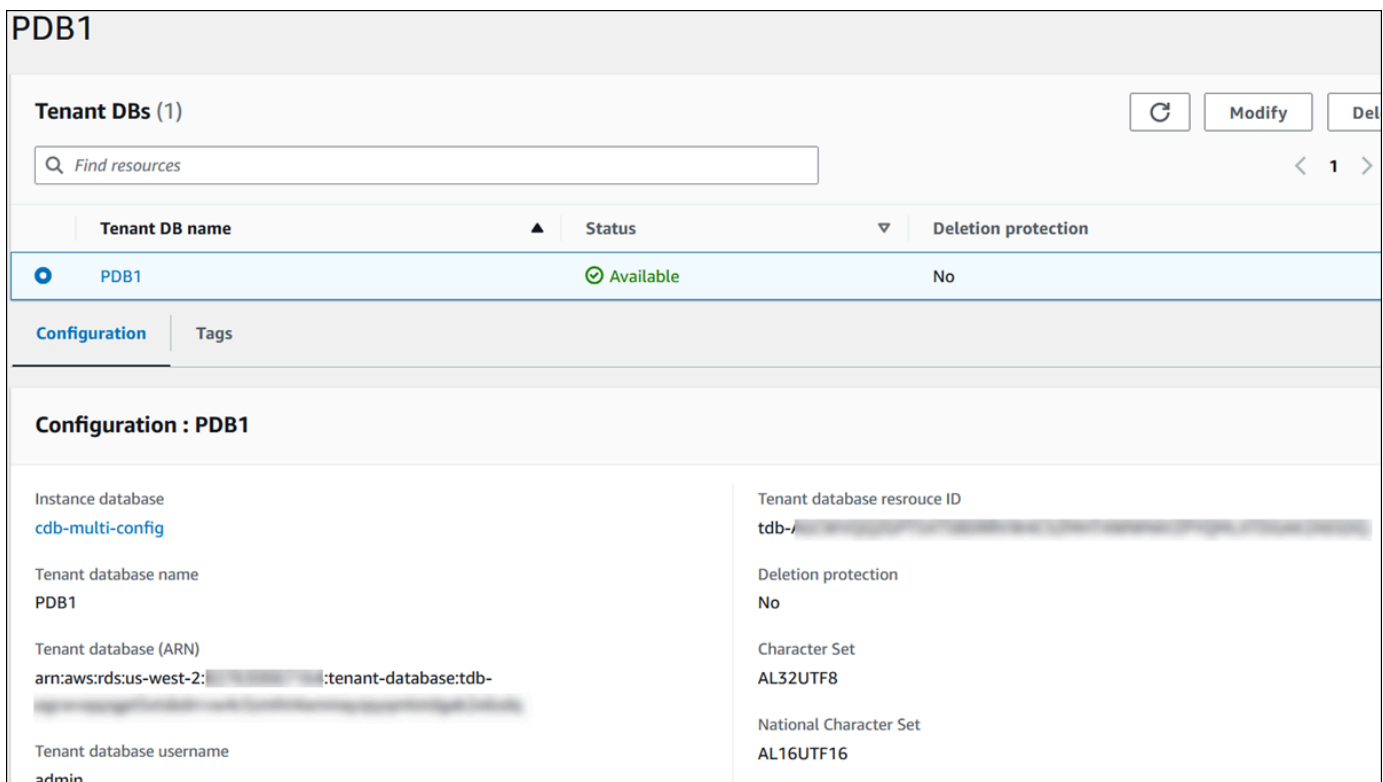 PDB1
Tenant DBs (1)
Modify
Del
Find resources
1
Tenant DB name
Status
Deletion protection
PDB1
Available
No
Configuration
Tags
Configuration : PDB1
Instance database
cdb-multi-config
Tenant database name
PDB1
Tenant database (ARN)
arn:aws:rds:us-west-2: :tenant-database:tdb-
Tenant database username
admin
Tenant database resrouce ID
tdb-
Deletion protection
No
Character Set
AL32UTF8
National Character Set
AL16UTF16